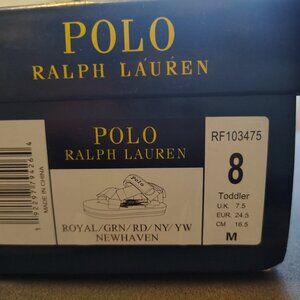 POLO
RALPH LAUREN
MADE IN CHINA
POLO
RALPH LAUREN
ROYAL/GRN/RD/NY/YW
NEWHAVEN
RF103475
8
Toddler
U.K. 7.5
EUR. 24.5
CM 16.5
M